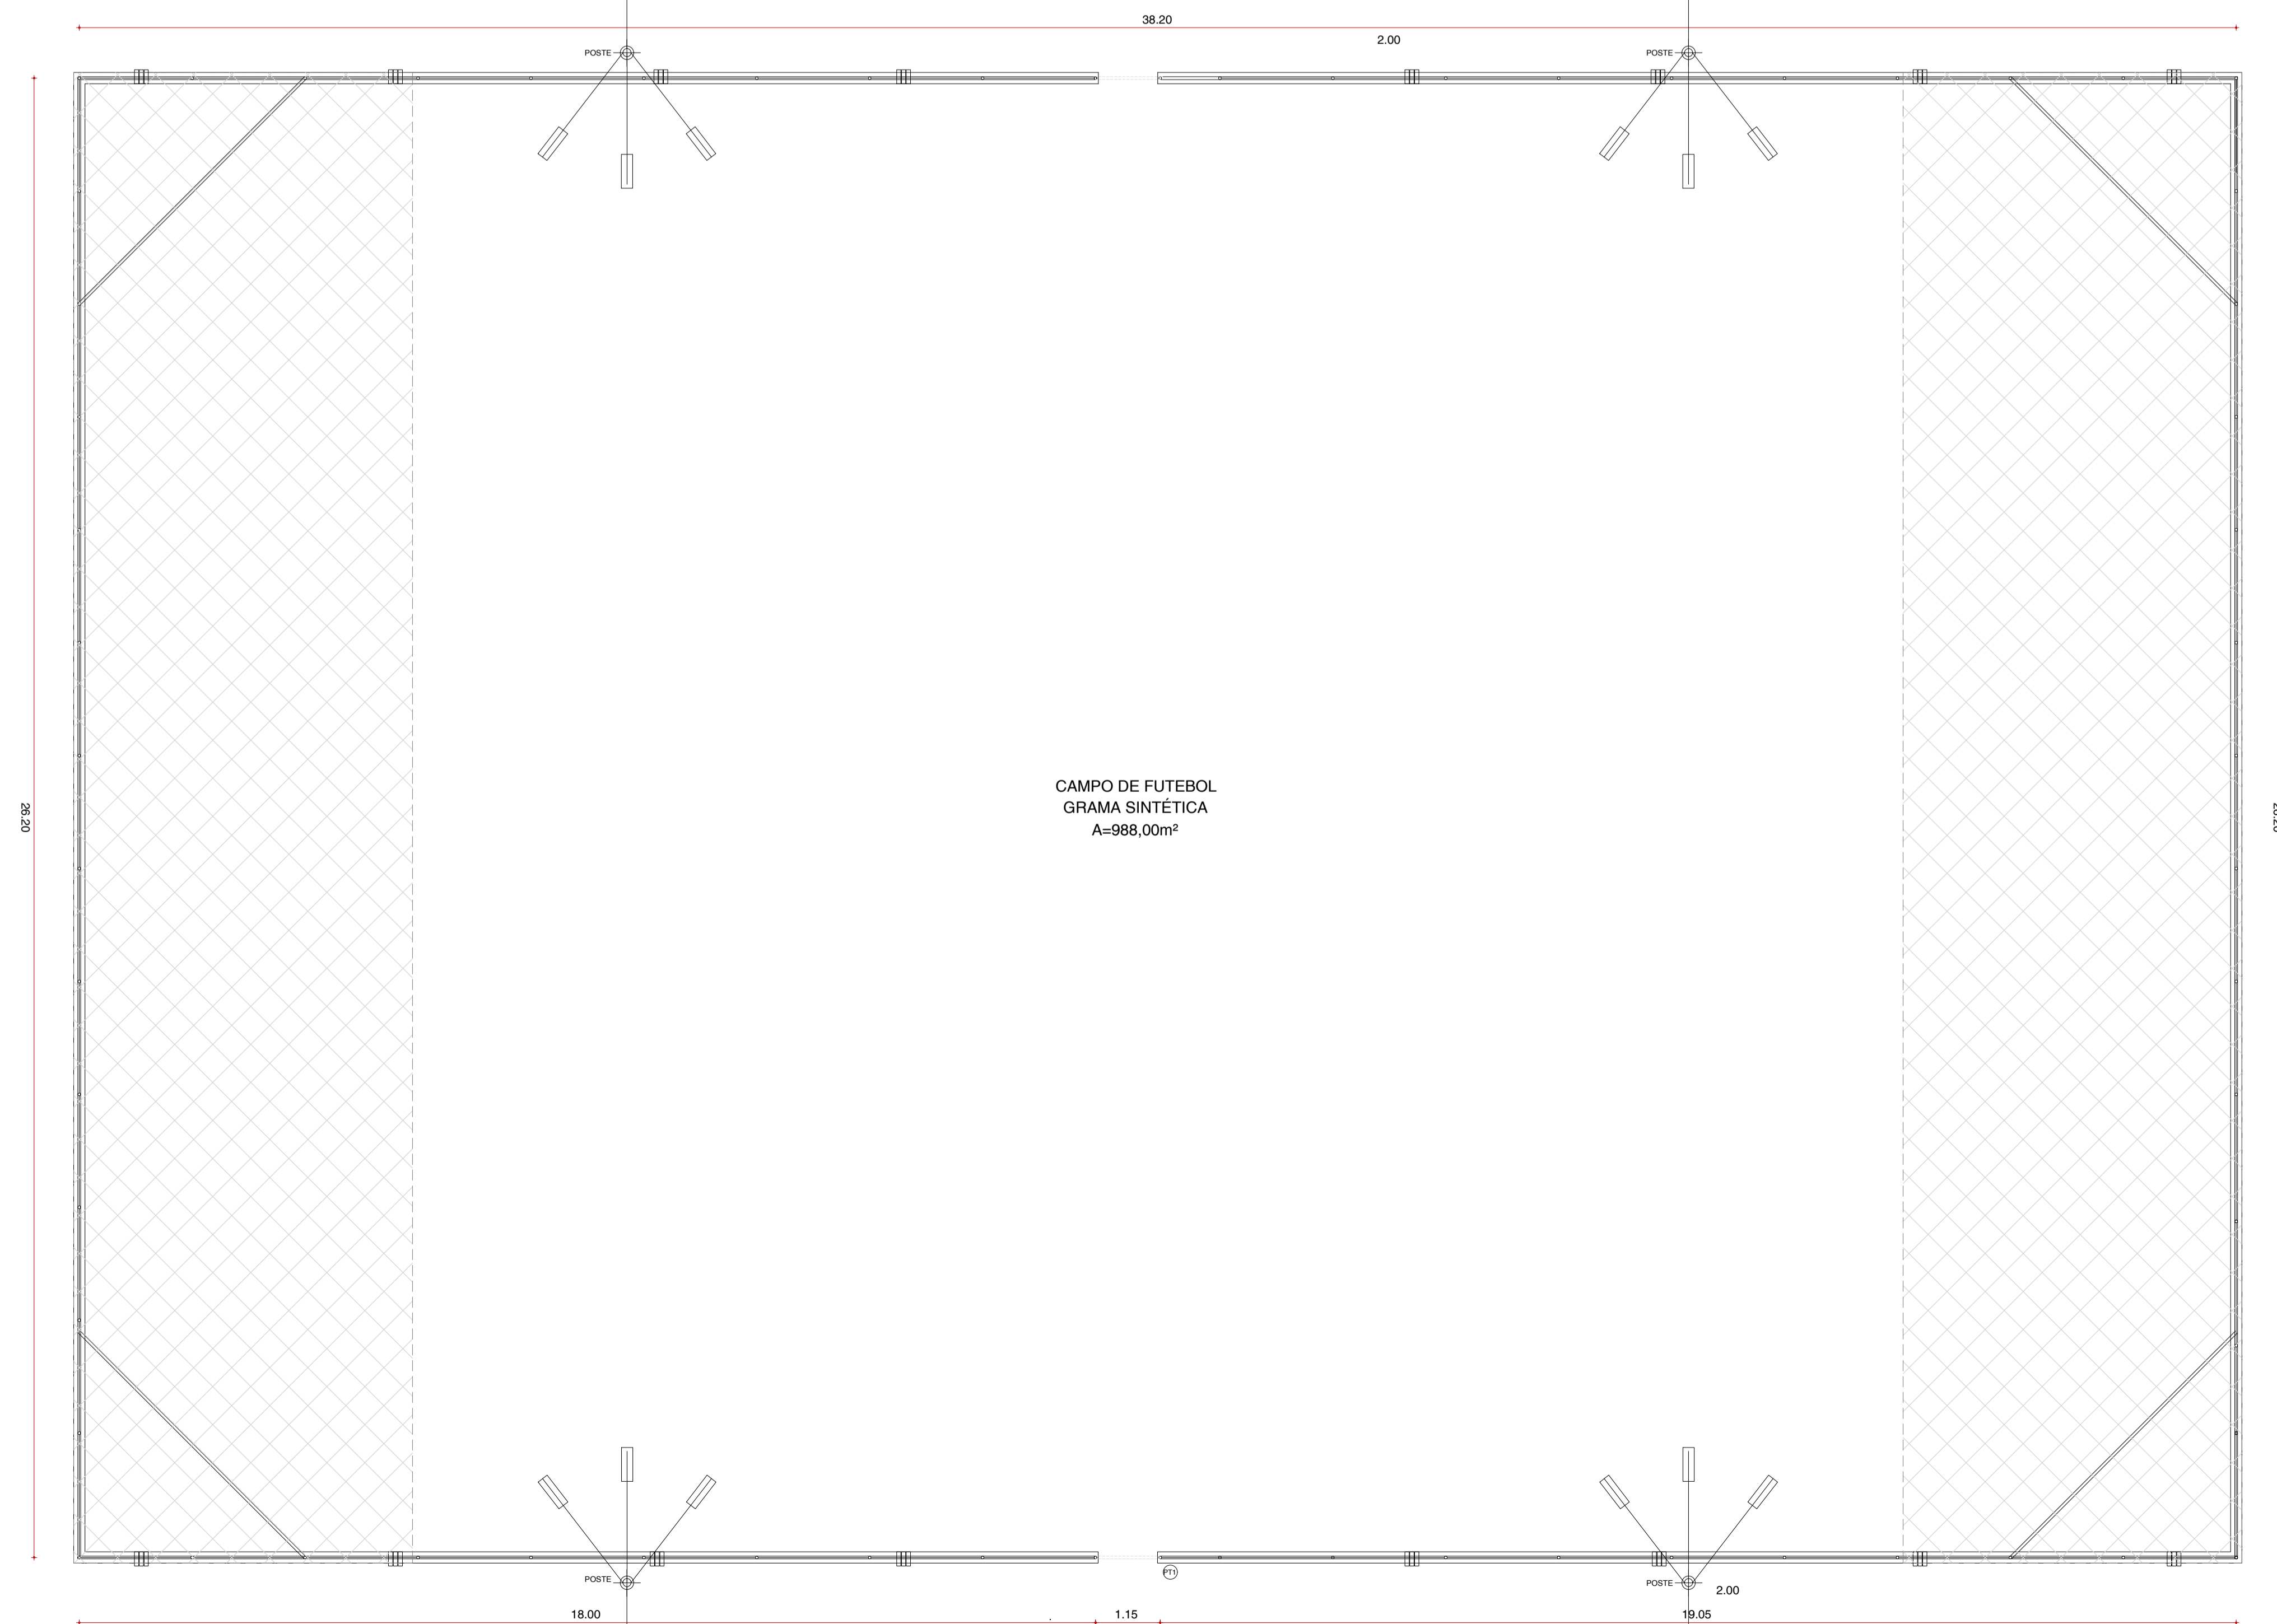 38.20
2.00
POSTE
POSTE
CAMPO DE FUTEBOL
GRAMA SINTÉTICA
A=988,00m²
26.20
PT1
POSTE
POSTE
2.00
18.00
1.15
19.05